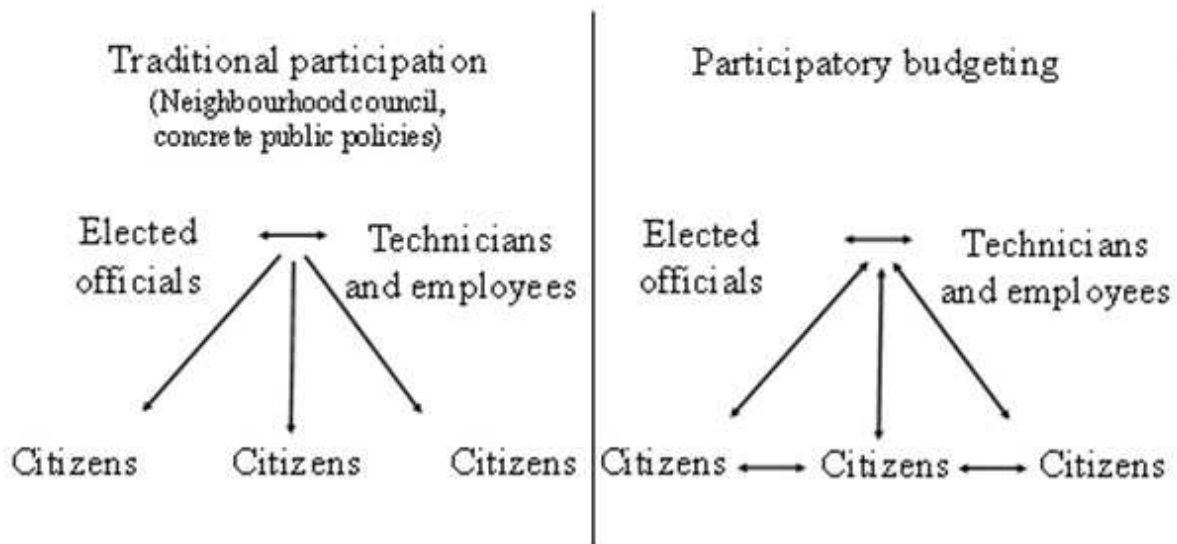 Traditional participation
(Neighbourhood council,
concrete public policies)
Elected
officials
Technicians
and employees
Citizens
Citizens
Citizens
Participatory budgeting
Elected
officials
Technicians
and employees
Citizens
Citizens
Citizens